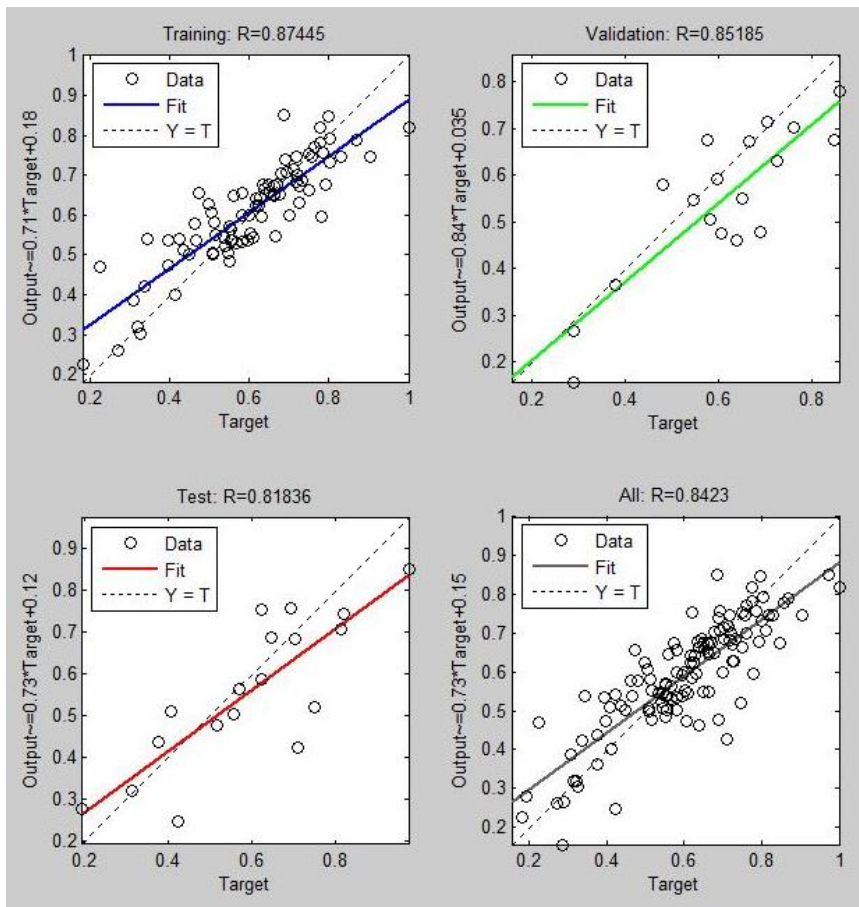 Training: R=0.87445
Output~=0.71*Target+0.18
1
0.9
0.8
0.7
0.6
0.5
0.4
0.3
0.2
Data
Fit
Y = T
0.2 0.4 0.6 0.8 1
Target
Validation: R=0.85185
Output~=0.84*Target+0.035
0.8
0.7
0.6
0.5
0.4
0.3
0.2
Data
Fit
Y = T
0.2 0.4 0.6 0.8
Target
Test: R=0.81836
Output~=0.73*Target+0.12
0.9
0.8
0.7
0.6
0.5
0.4
0.3
0.2
Data
Fit
Y = T
0.2 0.4 0.6 0.8
Target
All: R=0.8423
Output~=0.73*Target+0.15
1
0.9
0.8
0.7
0.6
0.5
0.4
0.3
0.2
Data
Fit
Y = T
0.2 0.4 0.6 0.8 1
Target